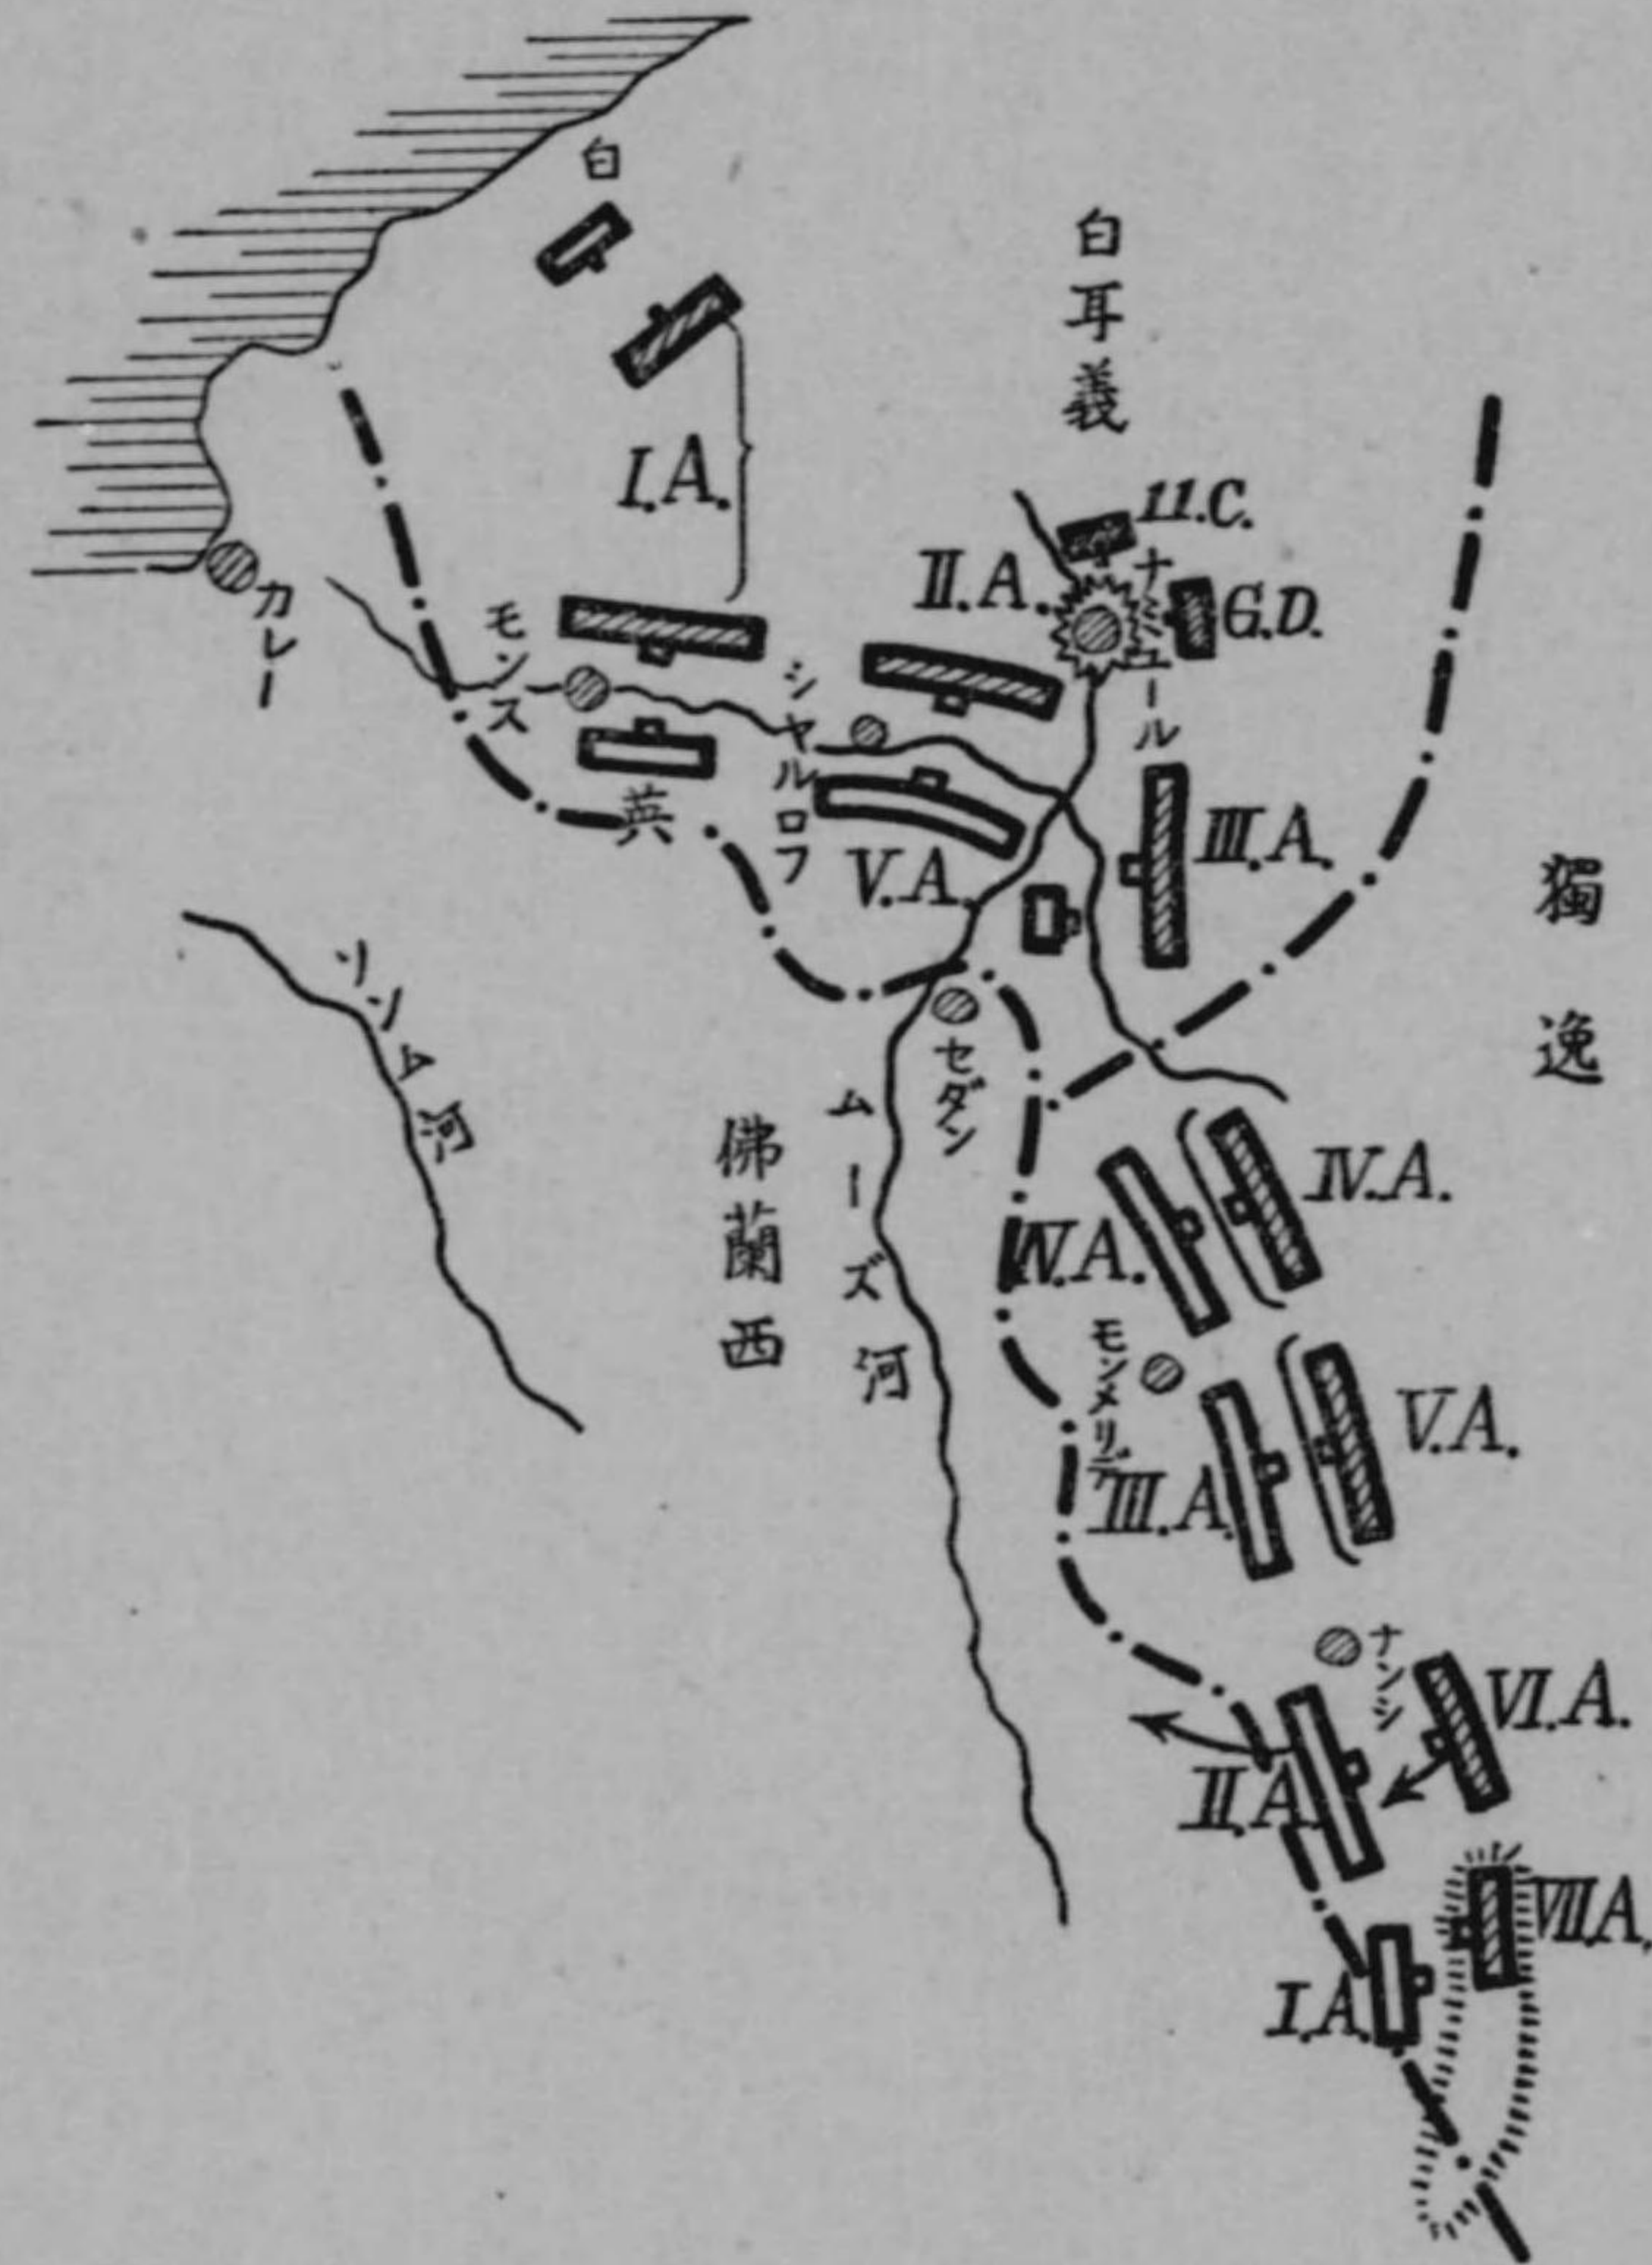 白
白耳義
I.A.
11.C.
II.A.
ナミュール
G.D.
カレー
モンス
シャルロフ
英
V.A.
III.A.
獨逸
ソンム河
セダン
ムーズ河
佛蘭西
IV.A.
IV.A.
モンメリデ
V.A.
III.A.
ナンシ
VI.A.
II.A.
VII.A.
I.A.